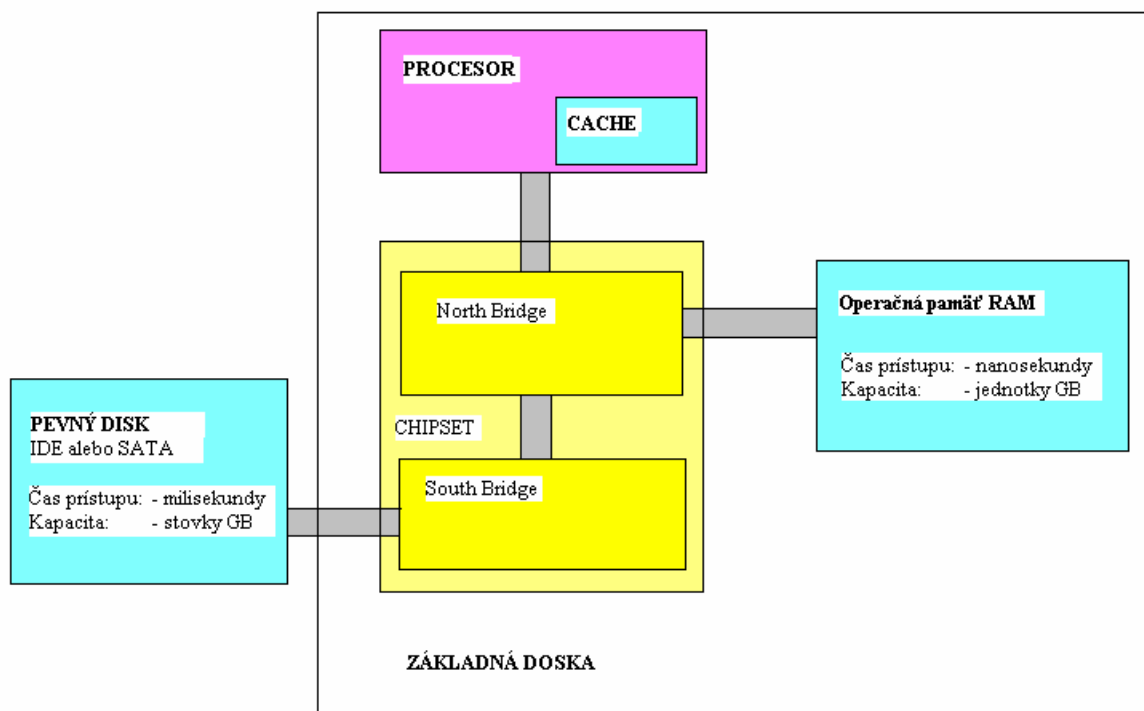 PROCESOR
CACHE
North Bridge
Operačná pamäť RAM
Čas prístupu: - nanosekundy
Kapacita: - jednotky GB
PEVNÝ DISK
IDE alebo SATA
Čas prístupu: - milisekundy
Kapacita: - stovky GB
CHIPSET
South Bridge
ZÁKLADNÁ DOSKA